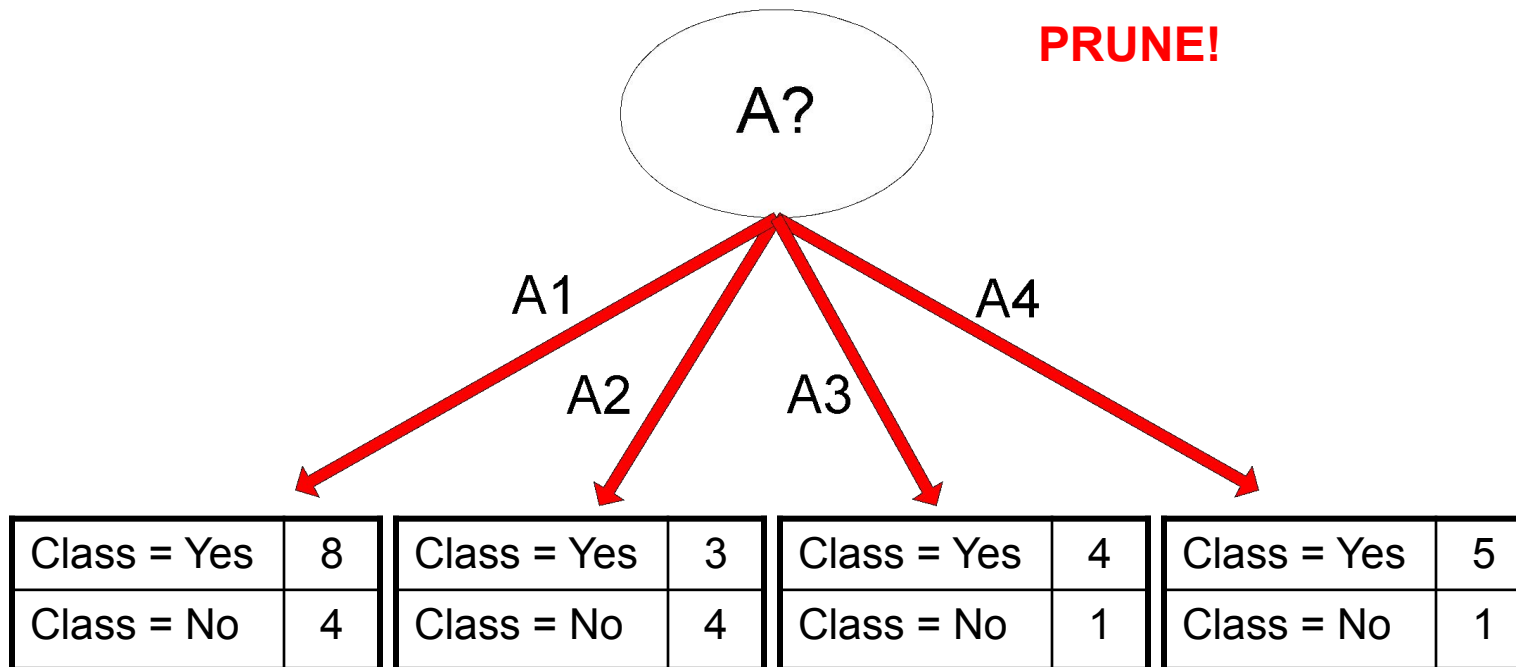 PRUNE!
A?
A1
A4
A2
A3
Class = Yes 8
Class = No 4
Class = Yes 3
Class = No 4
Class = Yes 4
Class = No 1
Class = Yes 5
Class = No 1